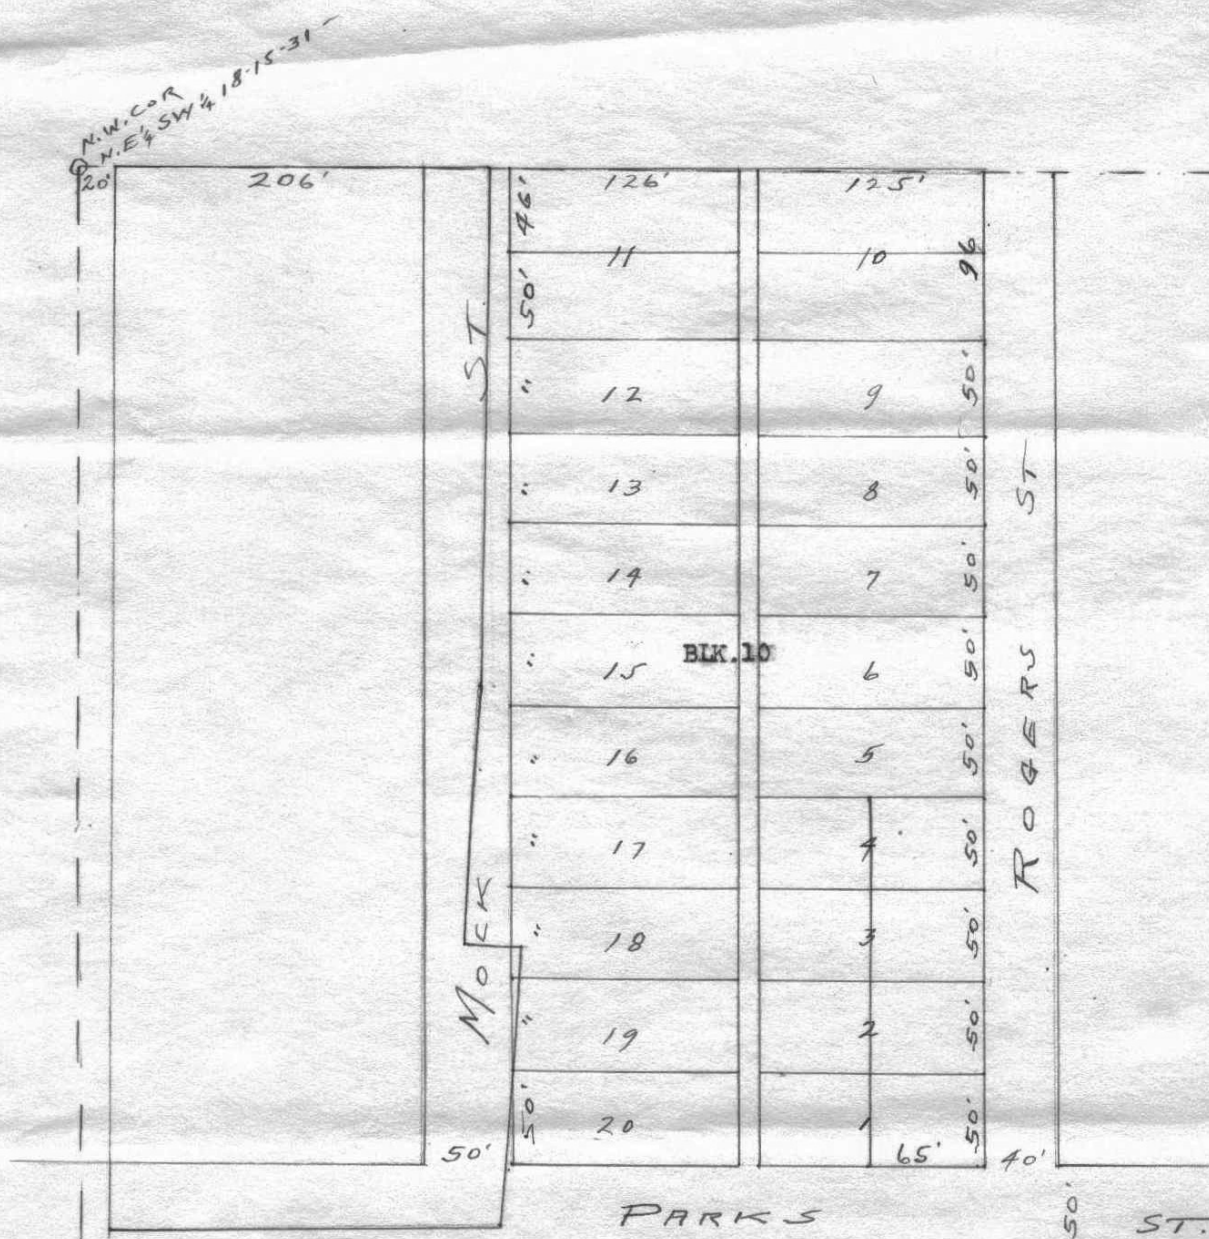 N.W. COR
N.E¼ SW¼ 18-15-31
20' 206' 126' 125'
46'
11 10 96
50'
ST.
" 12 9 50'
" 13 8 50'
ST
" 14 7 50'
BLK.10
" 15 6 50'
ROGERS
" 16 5 50'
" 17 4 50'
MOCK
" 18 3 50'
" 19 2 50'
50' 20 1 50'
50' 65' 40'
PARKS ST.
50'